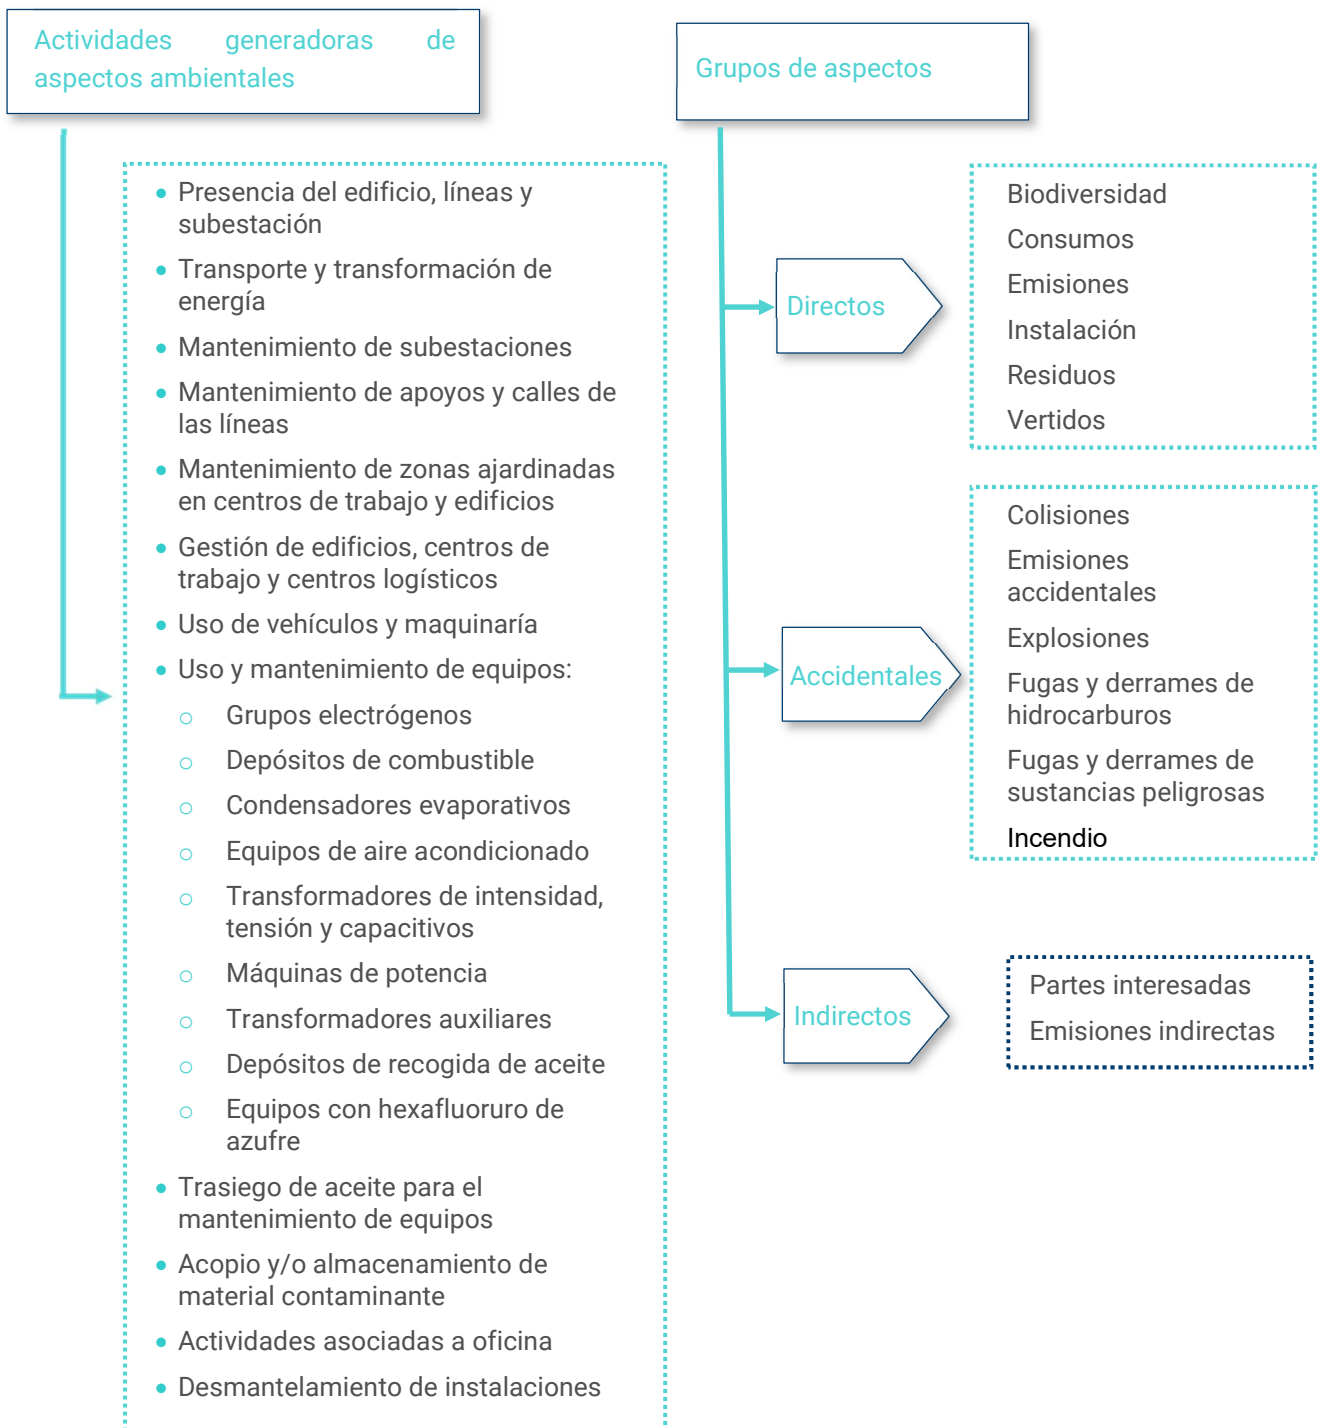 Actividades generadoras de
aspectos ambientales
• Presencia del edificio, líneas y
subestación
• Transporte y transformación de
energía
• Mantenimiento de subestaciones
• Mantenimiento de apoyos y calles de
las líneas
• Mantenimiento de zonas ajardinadas
en centros de trabajo y edificios
• Gestión de edificios, centros de
trabajo y centros logísticos
• Uso de vehículos y maquinaría
• Uso y mantenimiento de equipos:
○ Grupos electrógenos
○ Depósitos de combustible
○ Condensadores evaporativos
○ Equipos de aire acondicionado
○ Transformadores de intensidad,
tensión y capacitivos
○ Máquinas de potencia
○ Transformadores auxiliares
○ Depósitos de recogida de aceite
○ Equipos con hexafluoruro de
azufre
• Trasiego de aceite para el
mantenimiento de equipos
• Acopio y/o almacenamiento de
material contaminante
• Actividades asociadas a oficina
• Desmantelamiento de instalaciones
Grupos de aspectos
Directos
Biodiversidad
Consumos
Emisiones
Instalación
Residuos
Vertidos
Accidentales
Colisiones
Emisiones
accidentales
Explosiones
Fugas y derrames de
hidrocarburos
Fugas y derrames de
sustancias peligrosas
Incendio
Indirectos
Partes interesadas
Emisiones indirectas